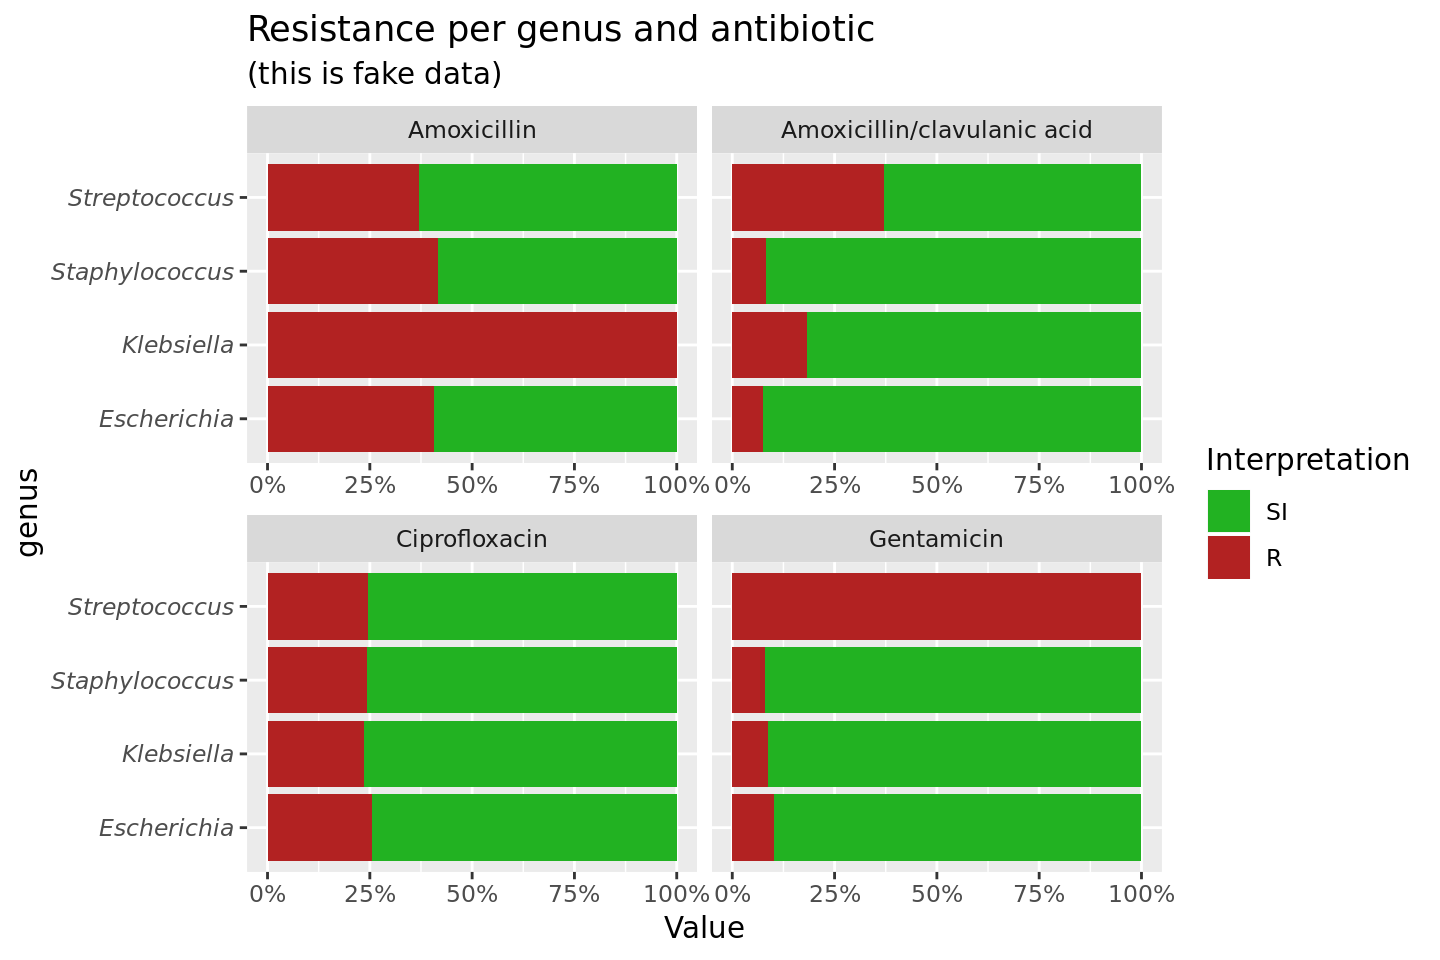 Resistance per genus and antibiotic
(this is fake data)
Amoxicillin
Amoxicillin/clavulanic acid
Streptococcus
Staphylococcus
Klebsiella
Escherichia
0% 25% 50% 75% 100%
0% 25% 50% 75% 100%
Ciprofloxacin
Gentamicin
Streptococcus
Staphylococcus
Klebsiella
Escherichia
0% 25% 50% 75% 100%
0% 25% 50% 75% 100%
genus
Value
Interpretation
SI
R